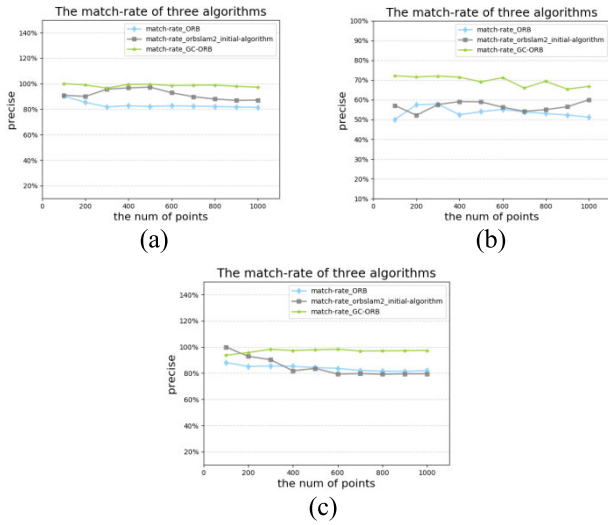 The match-rate of three algorithms
match-rate_ORB
match-rate_orbslam2_initial-algorithm
match-rate_GC-ORB
140%
120%
100%
80%
60%
40%
20%
precise
0 200 400 600 800 1000
the num of points
(a)
The match-rate of three algorithms
match-rate_ORB
match-rate_orbslam2_initial-algorithm
match-rate_GC-ORB
100%
90%
80%
70%
60%
50%
40%
30%
20%
10%
precise
0 200 400 600 800 1000
the num of points
(b)
The match-rate of three algorithms
match-rate_ORB
match-rate_orbslam2_initial-algorithm
match-rate_GC-ORB
140%
120%
100%
80%
60%
40%
20%
precise
0 200 400 600 800 1000
the num of points
(c)